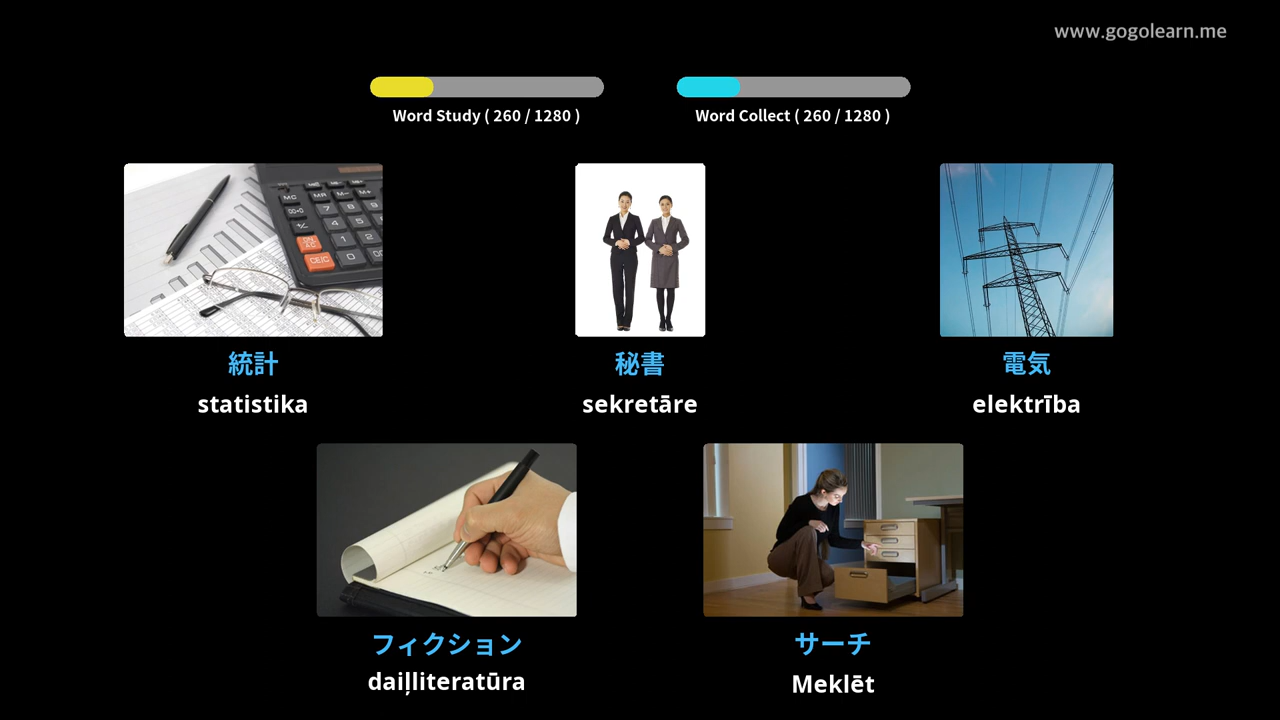 www.gogolearn.me
Word Study ( 260 / 1280 )
Word Collect ( 260 / 1280 )
統計
statistika
秘書
sekretāre
電気
elektrība
フィクション
daiļliteratūra
サーチ
Meklēt